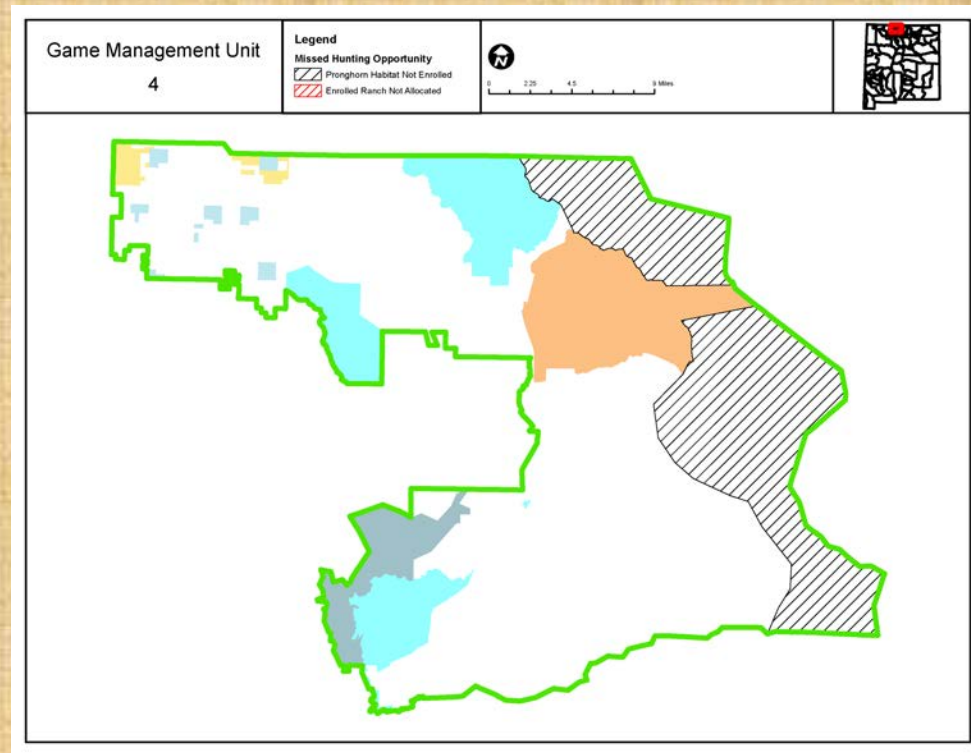 Game Management Unit
4
Legend
Missed Hunting Opportunity
Pronghorn Habitat Not Enrolled
Enrolled Ranch Not Allocated
N
0 2.25 4.5 9 Miles